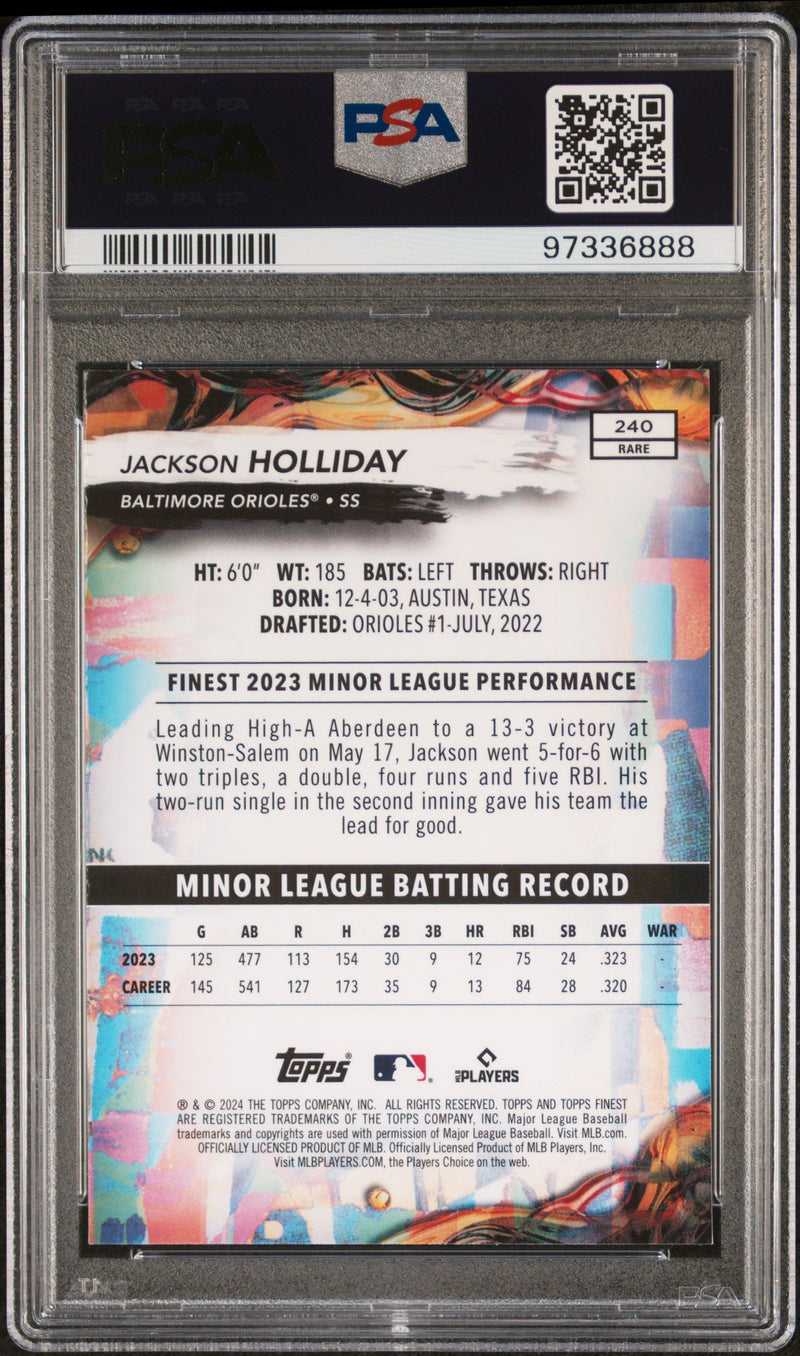 PSA PSA PSA
PSA
PSA PSA PSA
PSA
97336888
240
RARE
JACKSON HOLLIDAY
BALTIMORE ORIOLES® • SS
HT: 6'0" WT: 185 BATS: LEFT THROWS: RIGHT
BORN: 12-4-03, AUSTIN, TEXAS
DRAFTED: ORIOLES #1-JULY, 2022
FINEST 2023 MINOR LEAGUE PERFORMANCE
Leading High-A Aberdeen to a 13-3 victory at
Winston-Salem on May 17, Jackson went 5-for-6 with
two triples, a double, four runs and five RBI. His
two-run single in the second inning gave his team the
lead for good.
MINOR LEAGUE BATTING RECORD
G AB R H 2B 3B HR RBI SB AVG WAR
2023 125 477 113 154 30 9 12 75 24 .323 -
CAREER 145 541 127 173 35 9 13 84 28 .320 -
Topps® ® MLB PLAYERS
® & © 2024 THE TOPPS COMPANY, INC. ALL RIGHTS RESERVED. TOPPS AND TOPPS FINEST
ARE REGISTERED TRADEMARKS OF THE TOPPS COMPANY, INC. Major League Baseball
trademarks and copyrights are used with permission of Major League Baseball. Visit MLB.com.
OFFICIALLY LICENSED PRODUCT OF MLB. Officially Licensed Product of MLB Players, Inc.
Visit MLBPLAYERS.COM, the Players Choice on the web.
PSA